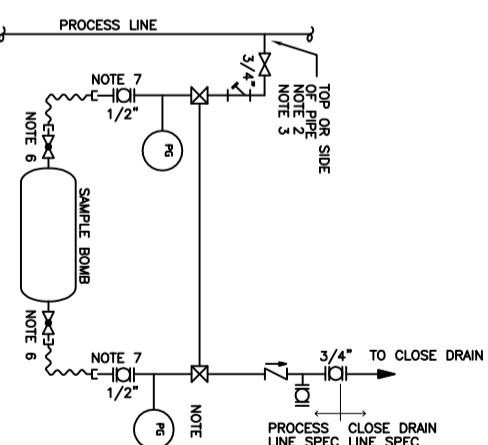 PROCESS LINE
3/4"
TOP OR SIDE
OF PIPE
NOTE 2
NOTE 3
NOTE 7
1/2"
PG
NOTE 6
SAMPLE BOMB
NOTE 6
NOTE 7
1/2"
PG
NOTE
3/4"
TO CLOSE DRAIN
PROCESS
LINE SPEC
CLOSE DRAIN
LINE SPEC